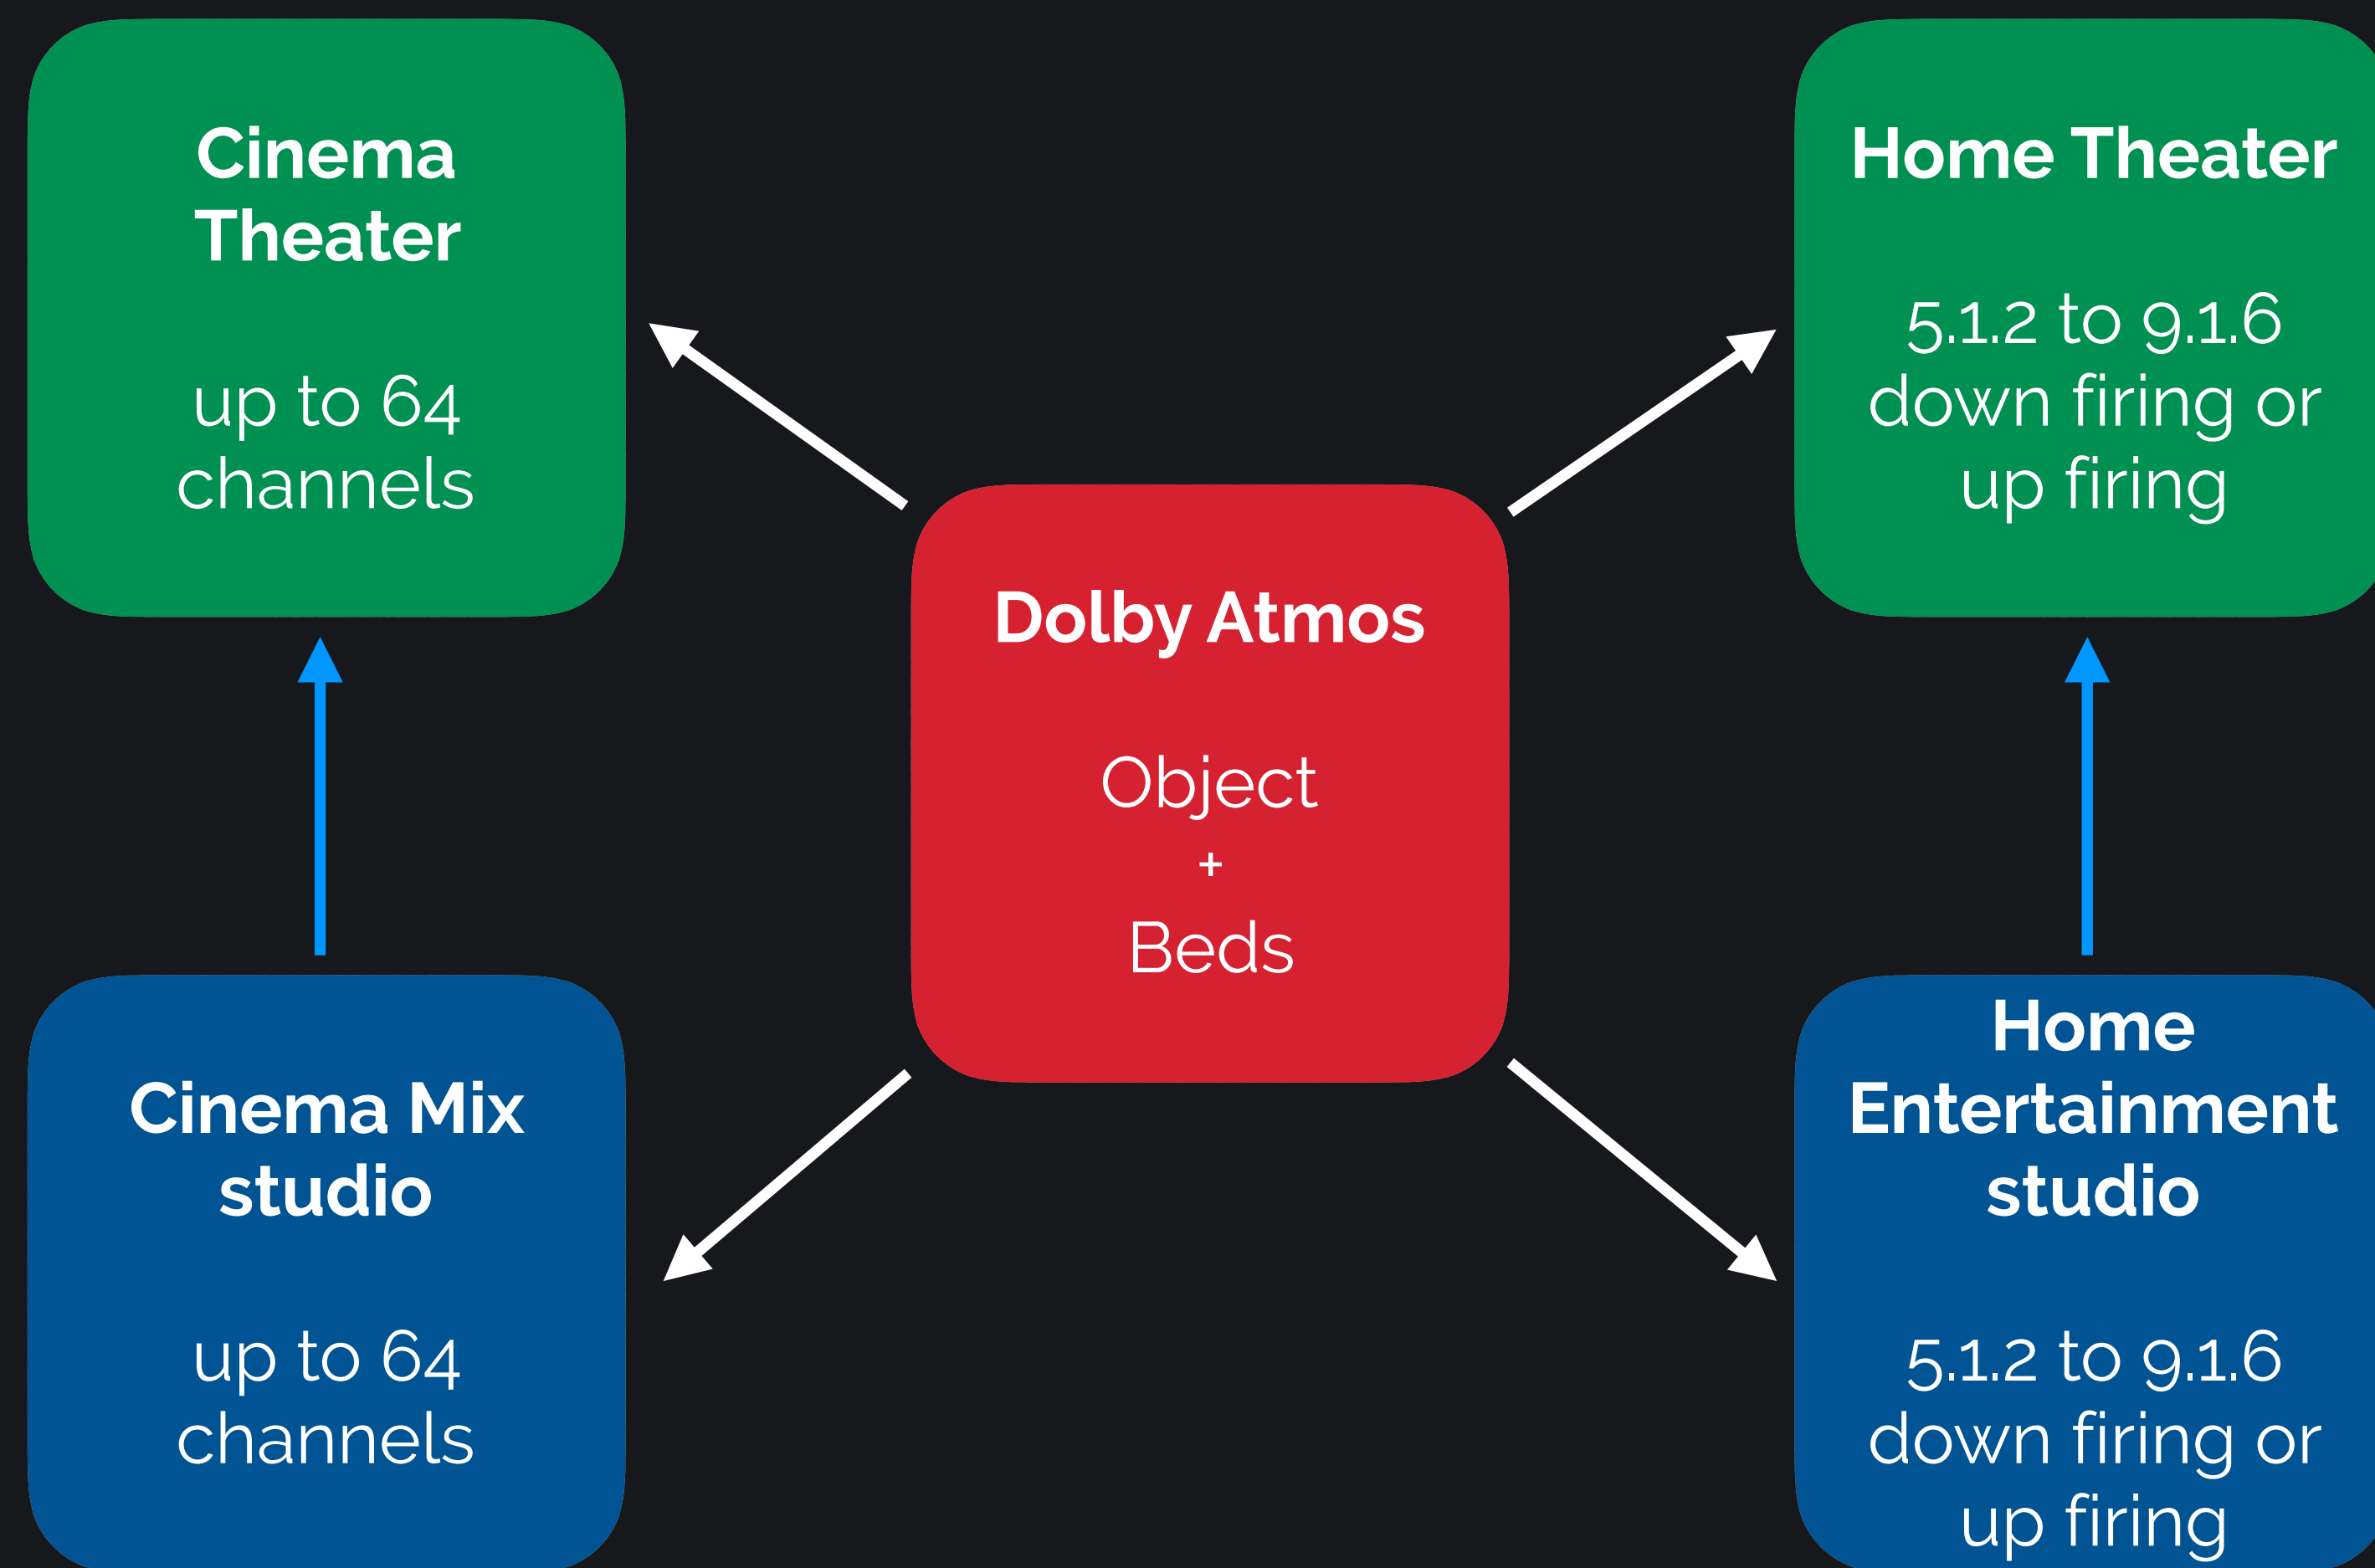 Cinema
Theater
up to 64
channels
Home Theater
5.1.2 to 9.1.6
down firing or
up firing
Dolby Atmos
Object
+
Beds
Cinema Mix
studio
up to 64
channels
Home
Entertainment
studio
5.1.2 to 9.1.6
down firing or
up firing